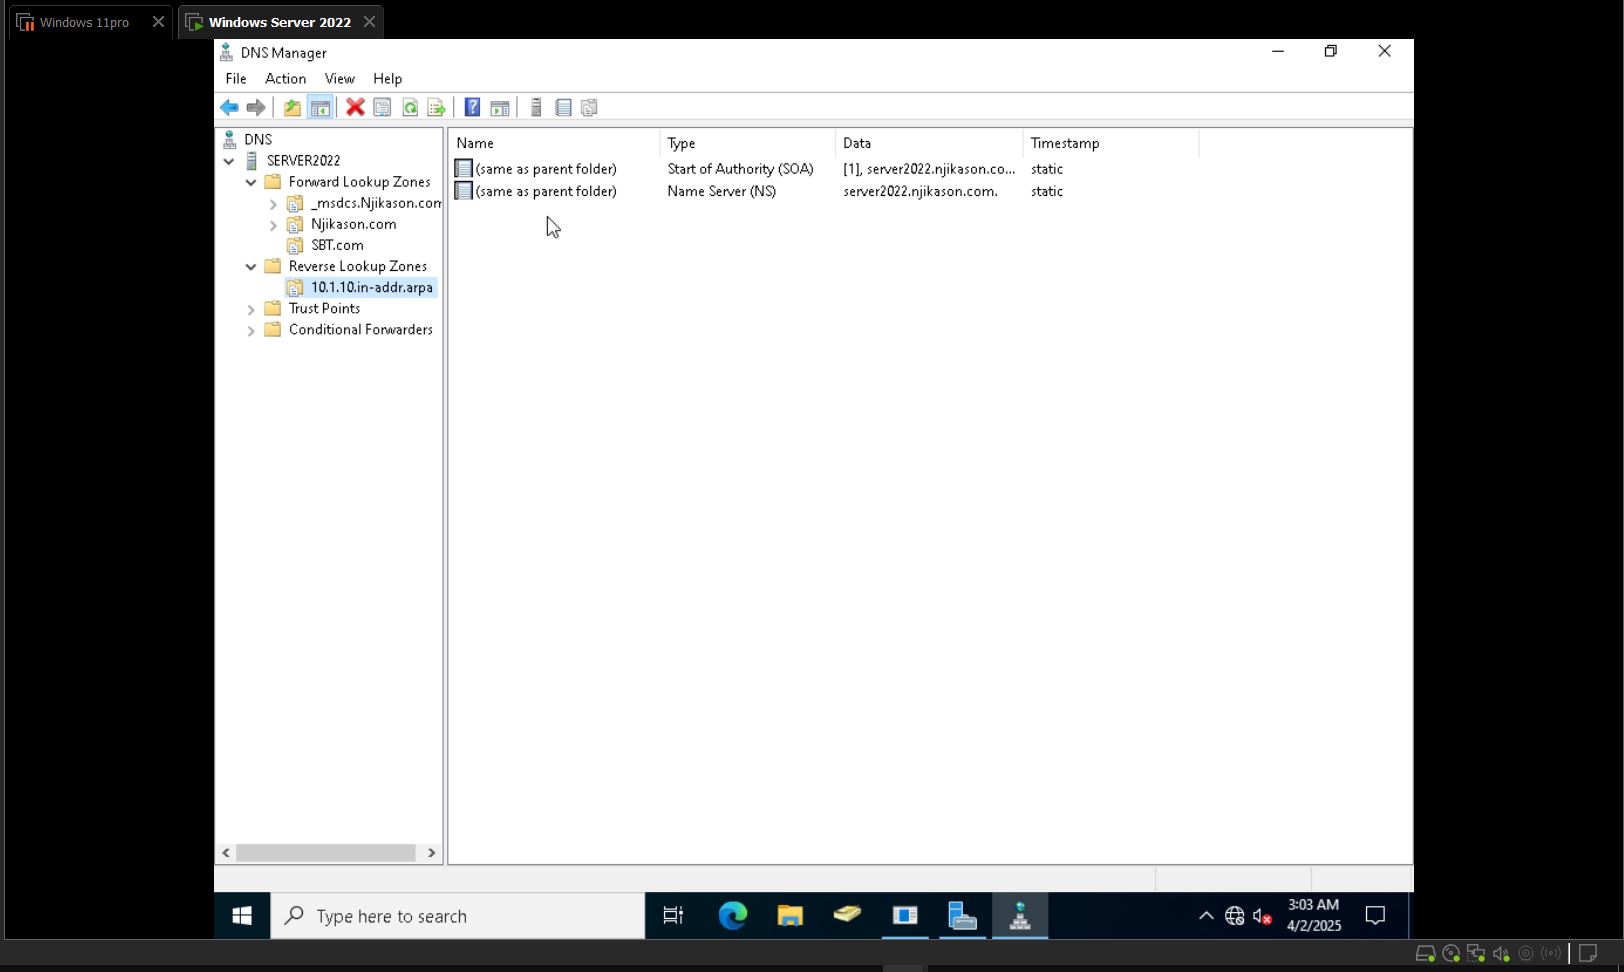 Windows 11pro
Windows Server 2022
DNS Manager
File Action View Help
DNS
SERVER2022
Forward Lookup Zones
_msdcs.Njikason.com
Njikason.com
SBT.com
Reverse Lookup Zones
10.1.10.in-addr.arpa
Trust Points
Conditional Forwarders
Name Type Data Timestamp
(same as parent folder) Start of Authority (SOA) [1], server2022.njikason.co... static
(same as parent folder) Name Server (NS) server2022.njikason.com. static
Type here to search
3:03 AM
4/2/2025